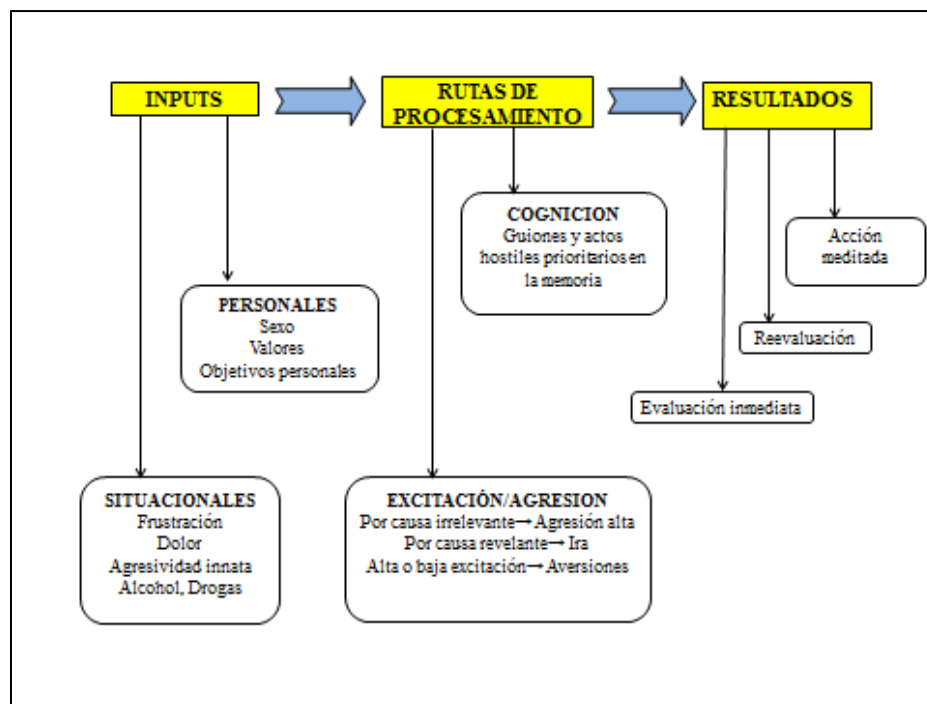 INPUTS
RUTAS DE
PROCESAMIENTO
RESULTADOS
COGNICION
Guiones y actos
hostiles prioritarios en
la memoria
Acción
meditada
PERSONALES
Sexo
Valores
Objetivos personales
Reevaluación
Evaluación inmediata
SITUACIONALES
Frustración
Dolor
Agresividad innata
Alcohol, Drogas
EXCITACIÓN/AGRESION
Por causa irrelevante→ Agresión alta
Por causa revelante→ Ira
Alta o baja excitación→ Aversiones